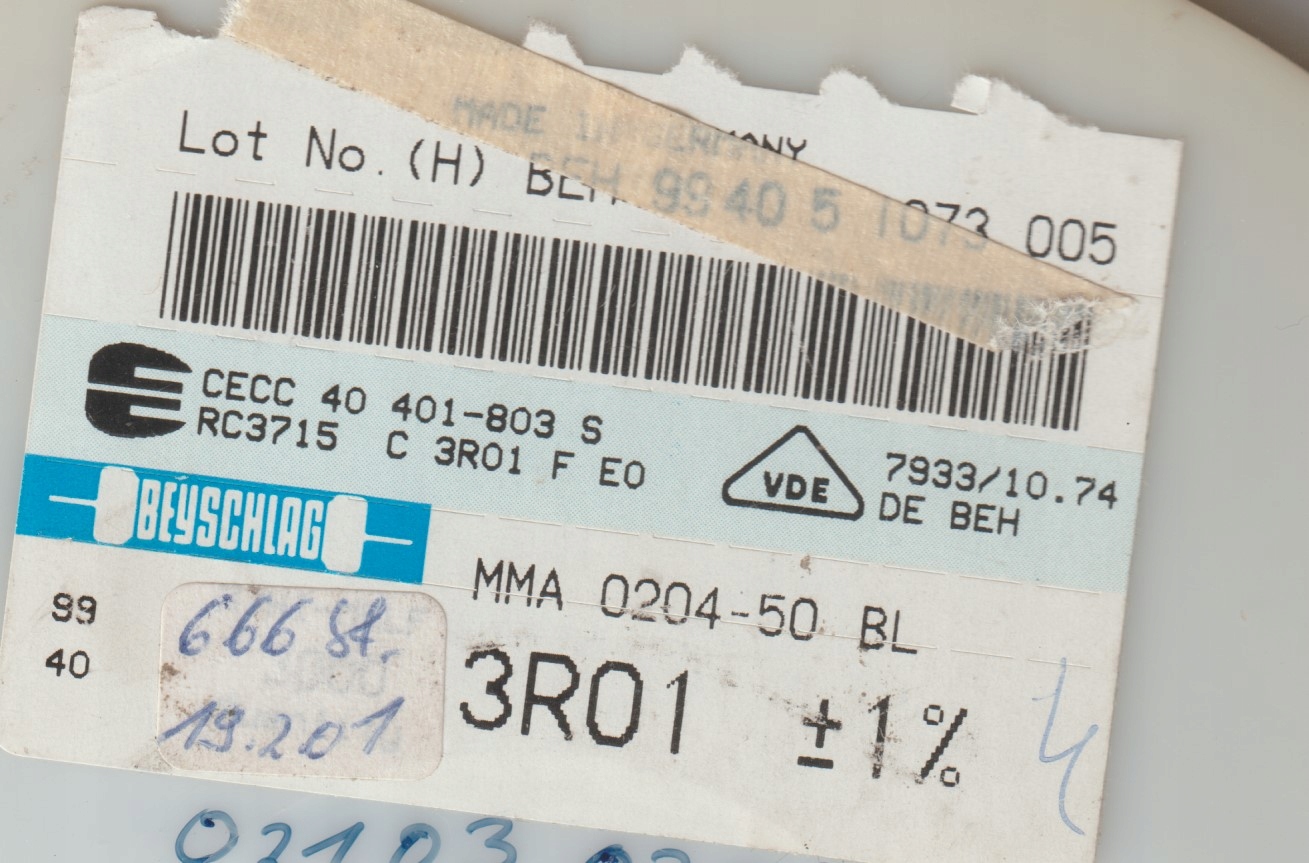 MADE IN GERMANY
Lot No. (H) BEH 99 40 5 1073 005
CECC 40 401-803 S
RC3715 C 3R01 F E0
VDE
7933/10.74
DE BEH
BEYSCHLAG
MMA 0204-50 BL
99
40
666 St.
19.201
3R01 ±1%